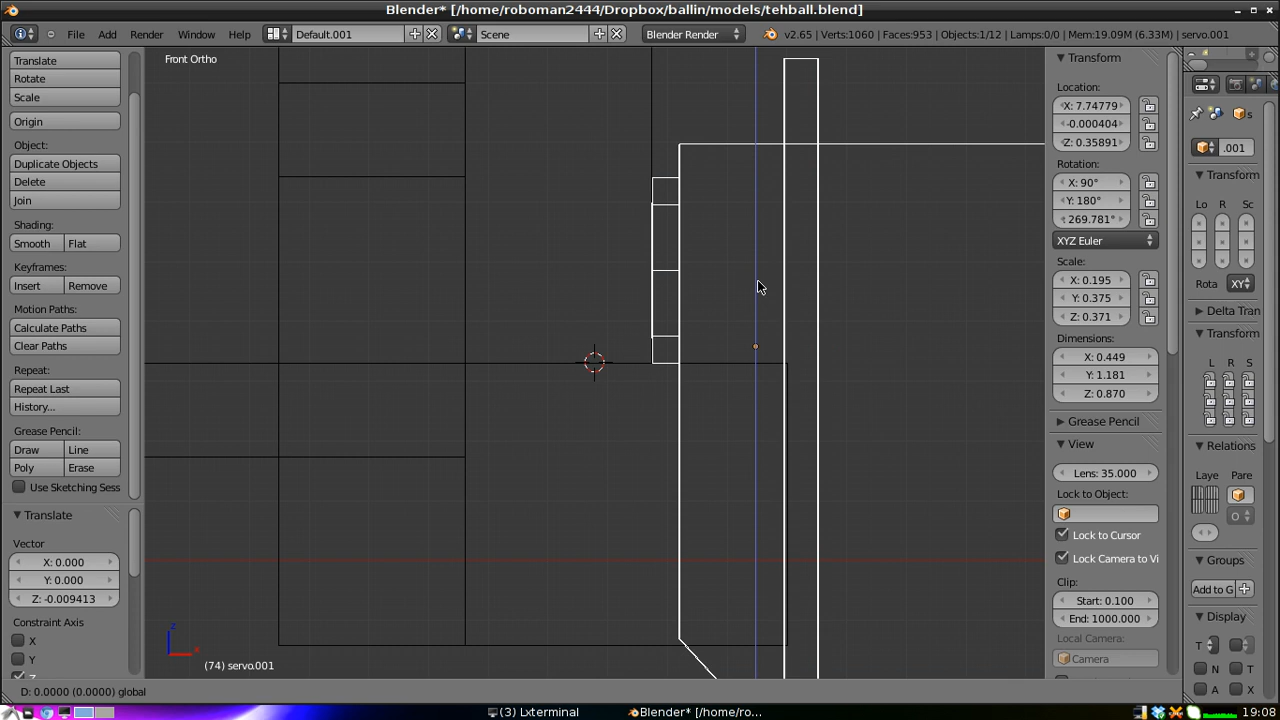 Blender* [/home/roboman2444/Dropbox/ballin/models/tehball.blend]
File Add Render Window Help Default.001 Scene Blender Render v2.65 | Verts:1060 | Faces:953 | Objects:1/12 | Lamps:0/0 | Mem:19.09M (6.33M) | servo.001
Translate
Rotate
Scale
Origin
Object:
Duplicate Objects
Delete
Join
Shading:
Smooth Flat
Keyframes:
Insert Remove
Motion Paths:
Calculate Paths
Clear Paths
Repeat:
Repeat Last
History...
Grease Pencil:
Draw Line
Poly Erase
Use Sketching Sess
Translate
Vector
X: 0.000
Y: 0.000
Z: -0.009413
Constraint Axis
X
Y
Front Ortho
z
x
(74) servo.001
Transform
Location:
X: 7.74779
-0.000404
Z: 0.35891
Rotation:
X: 90°
Y: 180°
269.781°
XYZ Euler
Scale:
X: 0.195
Y: 0.375
Z: 0.371
Dimensions:
X: 0.449
Y: 1.181
Z: 0.870
Grease Pencil
View
Lens: 35.000
Lock to Object:
Lock to Cursor
Lock Camera to Vi
Clip:
Start: 0.100
End: 1000.000
Local Camera:
Camera
s
.001
Transform
Lo R Sc
Rota XY
Delta Tran
Transform
L R S
Relations
Laye Pare
O
Groups
Add to G
Display
T
N T
A X
D: 0.0000 (0.0000) global
(3) Lxterminal Blender* [/home/ro... 19:08